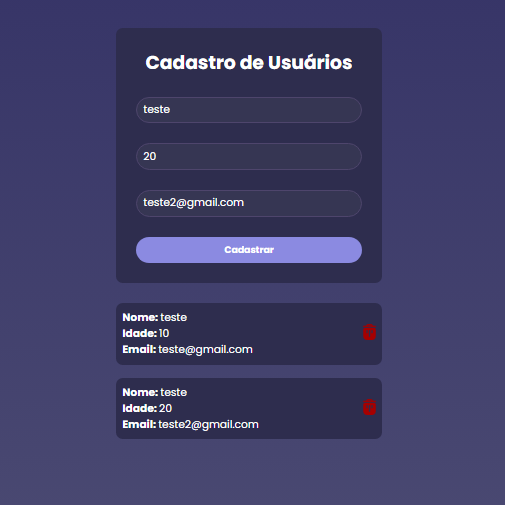 Cadastro de Usuários
teste
20
teste2@gmail.com
Cadastrar
Nome: teste
Idade: 10
Email: teste@gmail.com
Nome: teste
Idade: 20
Email: teste2@gmail.com